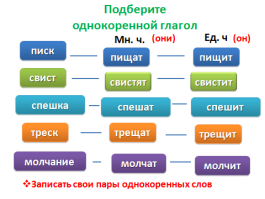 Подберите
однокоренной глагол
Мн. ч. (они) Ед. ч (он)
писк пищат пищит
свист свистят свистит
спешка спешат спешит
треск трещат трещит
молчание молчат молчит
Записать свои пары однокоренных слов